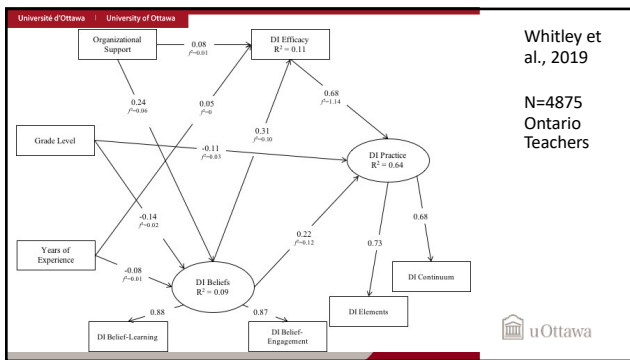 Université d'Ottawa | University of Ottawa
Organizational
Support
0.08
f²=0.01
DI Efficacy
R² = 0.11
Whitley et
al., 2019
N=4875
Ontario
Teachers
0.24
f²=0.06
0.05
f²=0
0.68
f²=1.14
0.31
f²=0.10
Grade Level
-0.11
f²=0.03
DI Practice
R² = 0.64
-0.14
f²=0.02
0.22
f²=0.12
0.68
0.73
Years of
Experience
-0.08
f²=0.01
DI Beliefs
R² = 0.09
DI Continuum
0.88
0.87
DI Elements
DI Belief-Learning
DI Belief-
Engagement
uOttawa